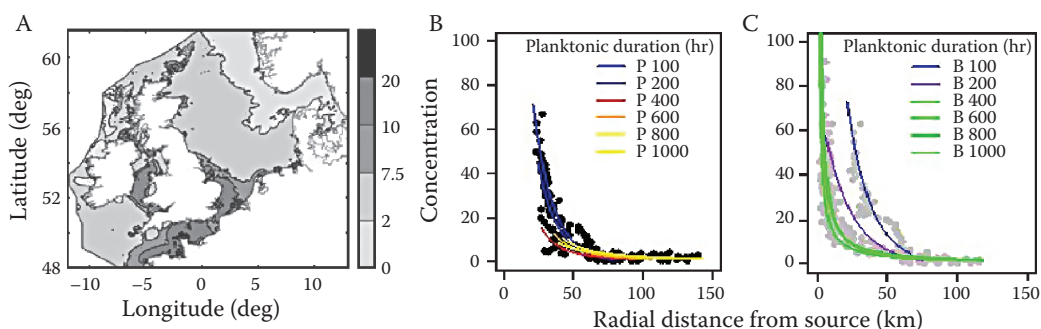 A
Latitude (deg)
60
56
52
48
−10
−5
0
5
10
Longitude (deg)
20
10
7.5
2
0
B
Concentration
100
80
60
40
20
0
Planktonic duration (hr)
P 100
P 200
P 400
P 600
P 800
P 1000
0
50
100
150
C
100
80
60
40
20
0
Planktonic duration (hr)
B 100
B 200
B 400
B 600
B 800
B 1000
0
50
100
150
Radial distance from source (km)